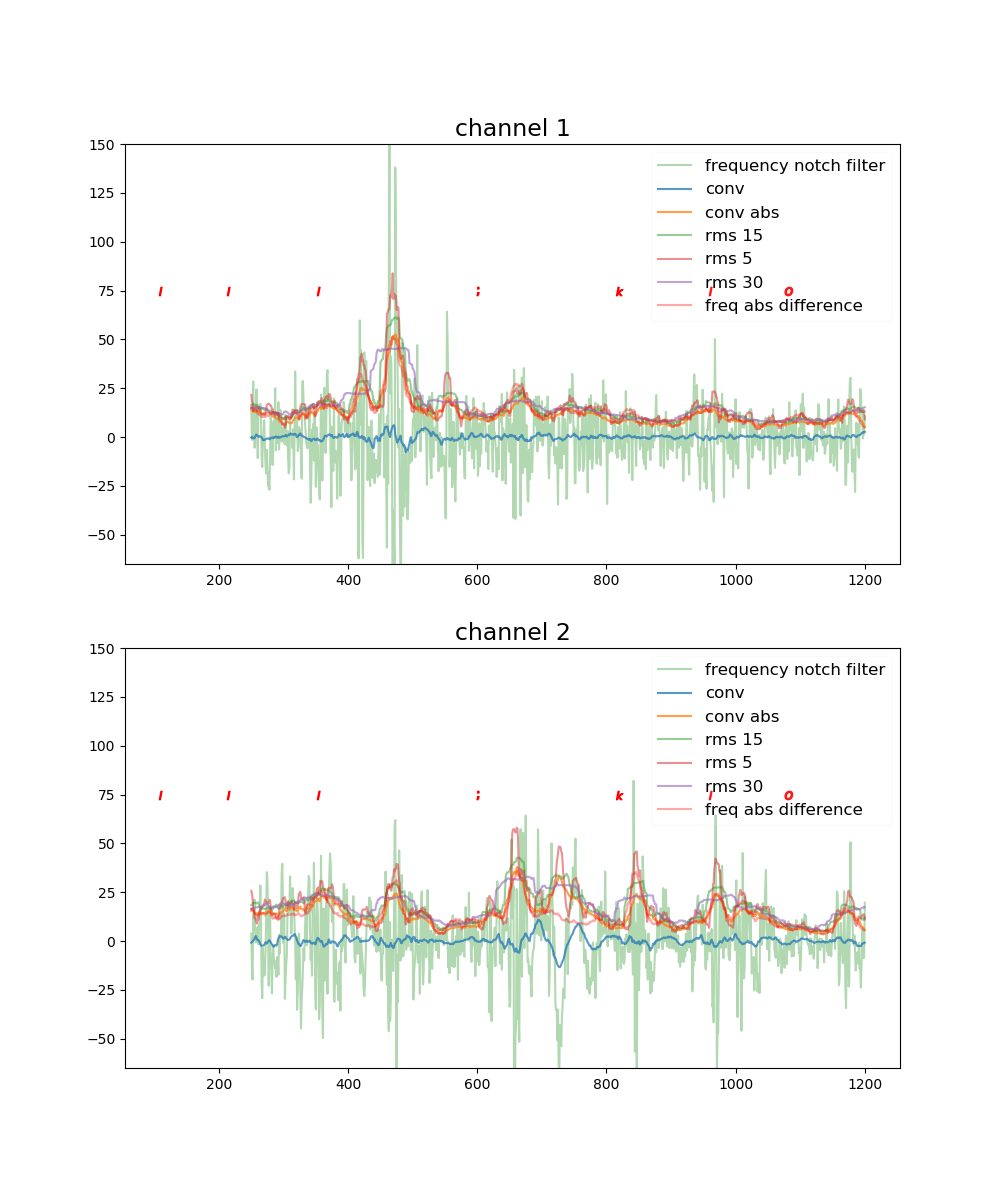 channel 1
150
125
100
75
50
25
0
−25
−50
frequency notch filter
conv
conv abs
rms 15
rms 5
rms 30
freq abs difference
l l l ; k l o
200 400 600 800 1000 1200
channel 2
150
125
100
75
50
25
0
−25
−50
frequency notch filter
conv
conv abs
rms 15
rms 5
rms 30
freq abs difference
l l l ; k l o
200 400 600 800 1000 1200